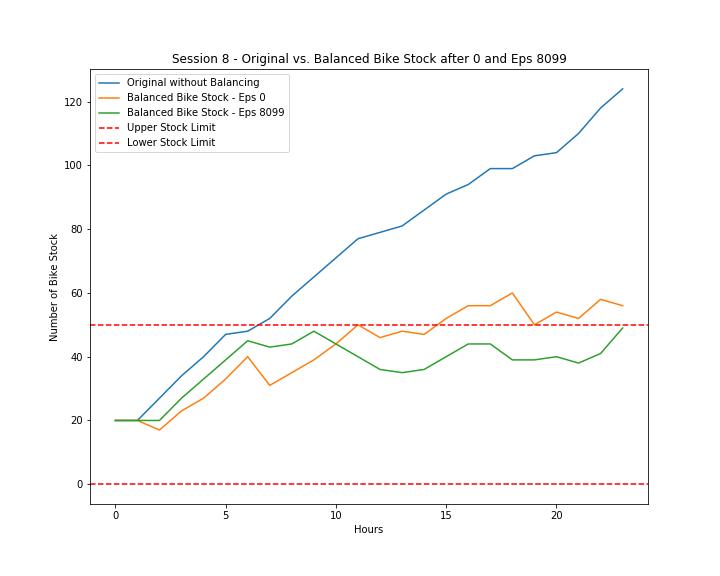 Session 8 - Original vs. Balanced Bike Stock after 0 and Eps 8099
Original without Balancing
Balanced Bike Stock - Eps 0
Balanced Bike Stock - Eps 8099
Upper Stock Limit
Lower Stock Limit
Number of Bike Stock
120
100
80
60
40
20
0
0 5 10 15 20
Hours